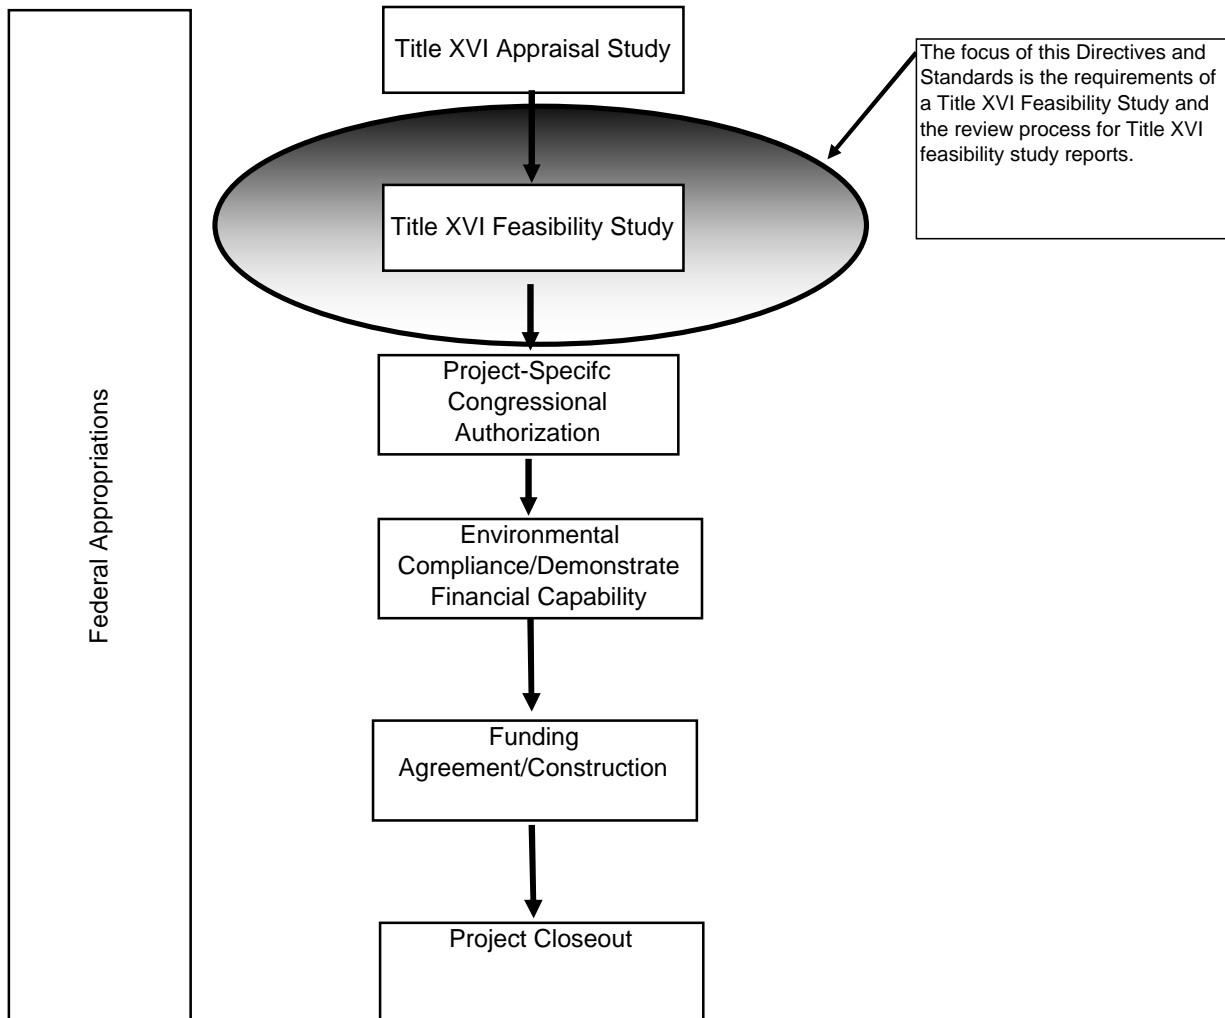 Title XVI Appraisal Study
The focus of this Directives and
Standards is the requirements of
a Title XVI Feasibility Study and
the review process for Title XVI
feasibility study reports.
Title XVI Feasibility Study
Project-Specifc
Congressional
Authorization
Federal Appropriations
Environmental
Compliance/Demonstrate
Financial Capability
Funding
Agreement/Construction
Project Closeout